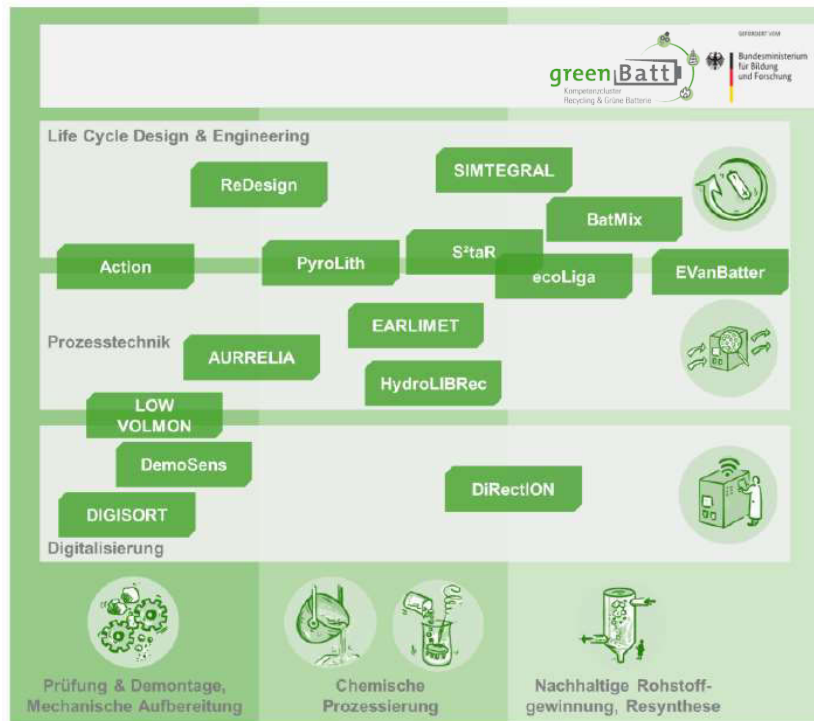 GEFÖRDERT VOM
greenBatt
Kompetenzcluster
Recycling & Grüne Batterie
Bundesministerium
für Bildung
und Forschung
Life Cycle Design & Engineering
SIMTEGRAL
ReDesign
BatMix
S²taR
Action
PyroLith
ecoLiga
EVanBatter
EARLIMET
Prozesstechnik
AURRELIA
HydroLIBRec
LOW
VOLMON
DemoSens
DiRectION
DIGISORT
Digitalisierung
Prüfung & Demontage,
Mechanische Aufbereitung
Chemische
Prozessierung
Nachhaltige Rohstoff-
gewinnung, Resynthese